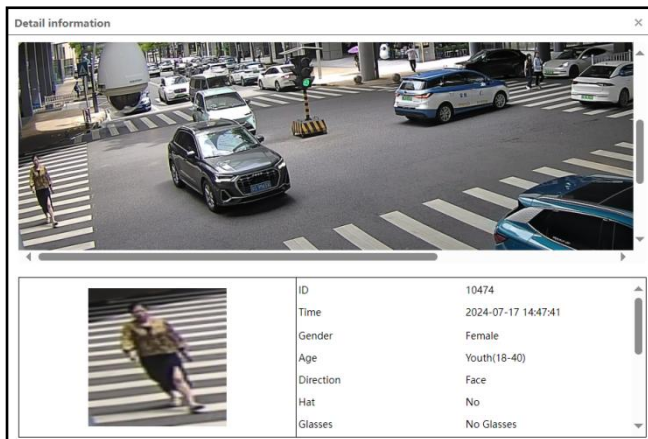 Detail information ×
ID 10474
Time 2024-07-17 14:47:41
Gender Female
Age Youth(18-40)
Direction Face
Hat No
Glasses No Glasses